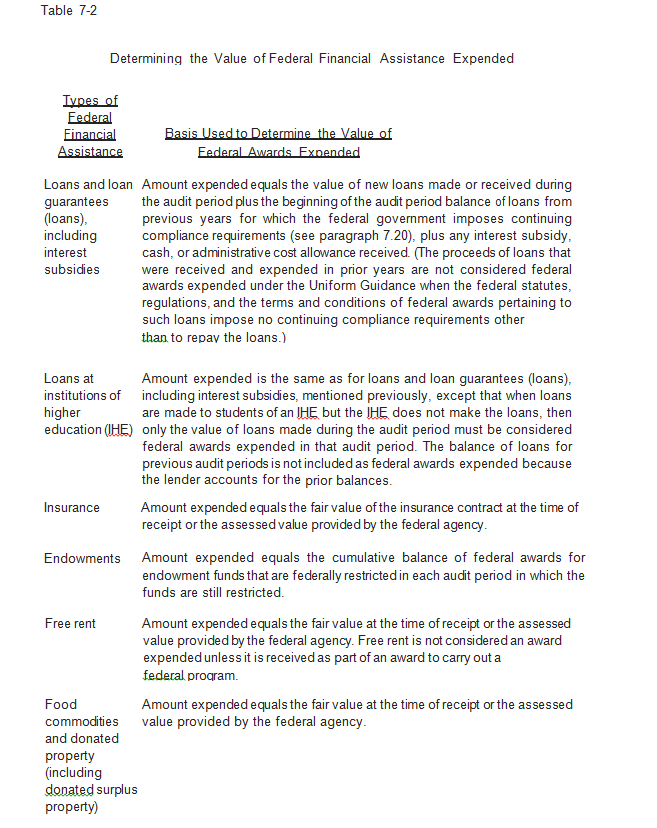 Table 7-2
Determining the Value of Federal Financial Assistance Expended
Types of
Federal
Financial
Assistance
Basis Used to Determine the Value of
Federal Awards Expended
Loans and loan
guarantees
(loans),
including
interest
subsidies
Amount expended equals the value of new loans made or received during
the audit period plus the beginning of the audit period balance of loans from
previous years for which the federal government imposes continuing
compliance requirements (see paragraph 7.20), plus any interest subsidy,
cash, or administrative cost allowance received. (The proceeds of loans that
were received and expended in prior years are not considered federal
awards expended under the Uniform Guidance when the federal statutes,
regulations, and the terms and conditions of federal awards pertaining to
such loans impose no continuing compliance requirements other
than to repay the loans.)
Loans at
institutions of
higher
education (IHE)
Amount expended is the same as for loans and loan guarantees (loans),
including interest subsidies, mentioned previously, except that when loans
are made to students of an IHE but the IHE does not make the loans, then
only the value of loans made during the audit period must be considered
federal awards expended in that audit period. The balance of loans for
previous audit periods is not included as federal awards expended because
the lender accounts for the prior balances.
Insurance
Amount expended equals the fair value of the insurance contract at the time of
receipt or the assessed value provided by the federal agency.
Endowments
Amount expended equals the cumulative balance of federal awards for
endowment funds that are federally restricted in each audit period in which the
funds are still restricted.
Free rent
Amount expended equals the fair value at the time of receipt or the assessed
value provided by the federal agency. Free rent is not considered an award
expended unless it is received as part of an award to carry out a
federal program.
Food
commodities
and donated
property
(including
donated surplus
property)
Amount expended equals the fair value at the time of receipt or the assessed
value provided by the federal agency.